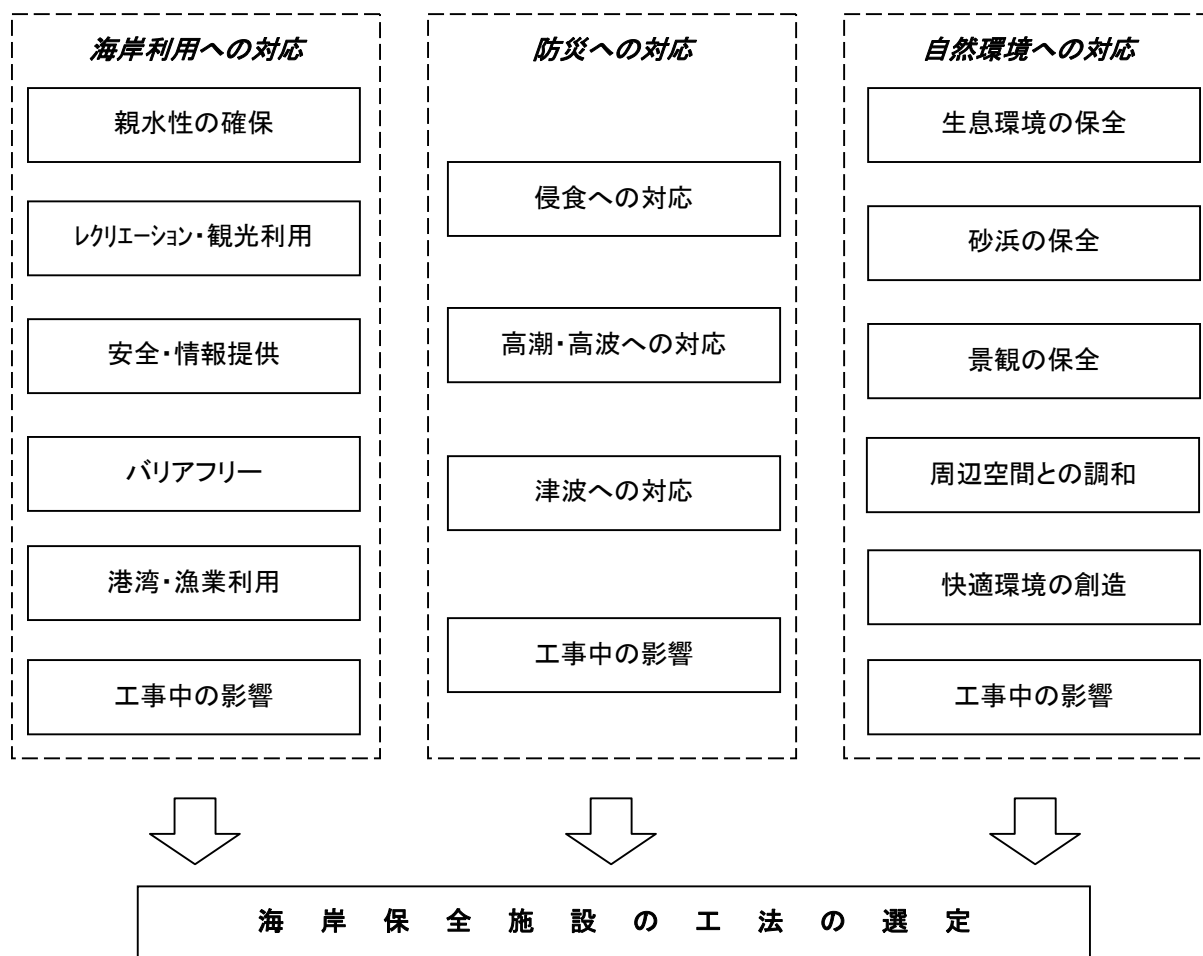 海岸利用への対応
親水性の確保
ﾚｸﾘｴｰｼｮﾝ・観光利用
安全・情報提供
バリアフリー
港湾・漁業利用
工事中の影響
防災への対応
侵食への対応
高潮・高波への対応
津波への対応
工事中の影響
自然環境への対応
生息環境の保全
砂浜の保全
景観の保全
周辺空間との調和
快適環境の創造
工事中の影響
海岸保全施設の工法の選定